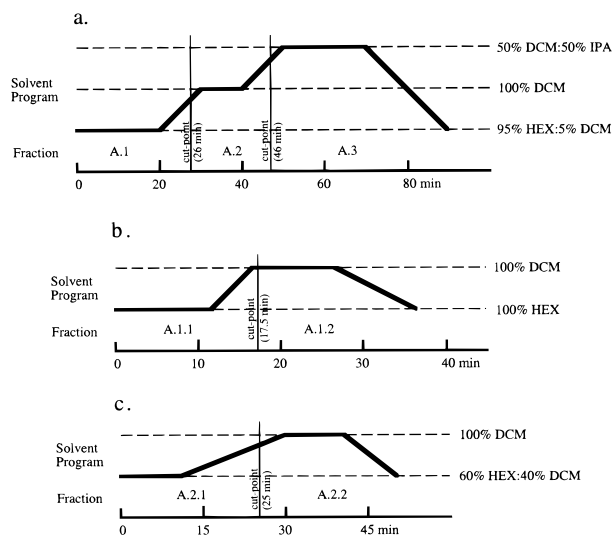 a.
50% DCM:50% IPA
Solvent
Program
100% DCM
95% HEX:5% DCM
cut-point
(26 min)
cut-point
(46 min)
Fraction
A.1
A.2
A.3
0
20
40
60
80 min
b.
100% DCM
Solvent
Program
100% HEX
cut-point
(17.5 min)
Fraction
A.1.1
A.1.2
0
10
20
30
40 min
c.
100% DCM
Solvent
Program
60% HEX:40% DCM
cut-point
(25 min)
Fraction
A.2.1
A.2.2
0
15
30
45 min